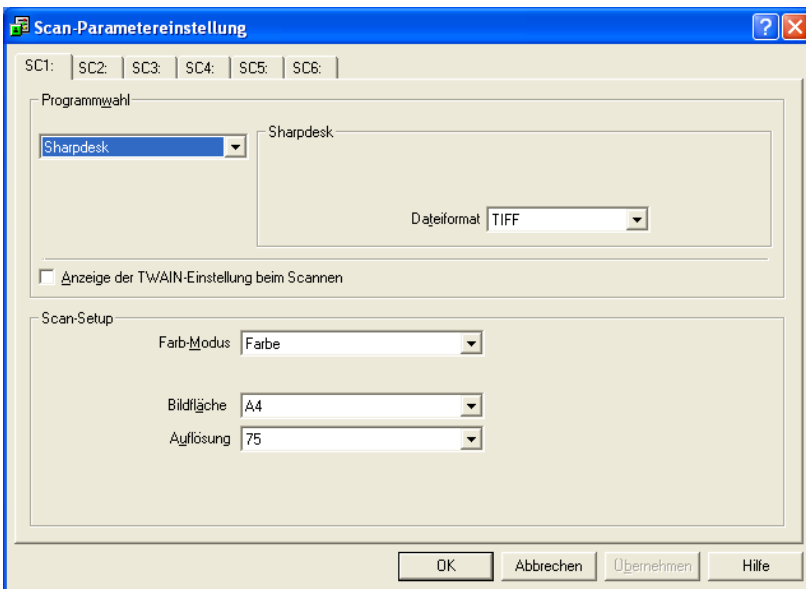 Scan-Parametereinstellung
SC1: SC2: SC3: SC4: SC5: SC6:
Programmwahl
Sharpdesk
Sharpdesk
Dateiformat TIFF
Anzeige der TWAIN-Einstellung beim Scannen
Scan-Setup
Farb-Modus Farbe
Bildfläche A4
Auflösung 75
OK Abbrechen Übernehmen Hilfe